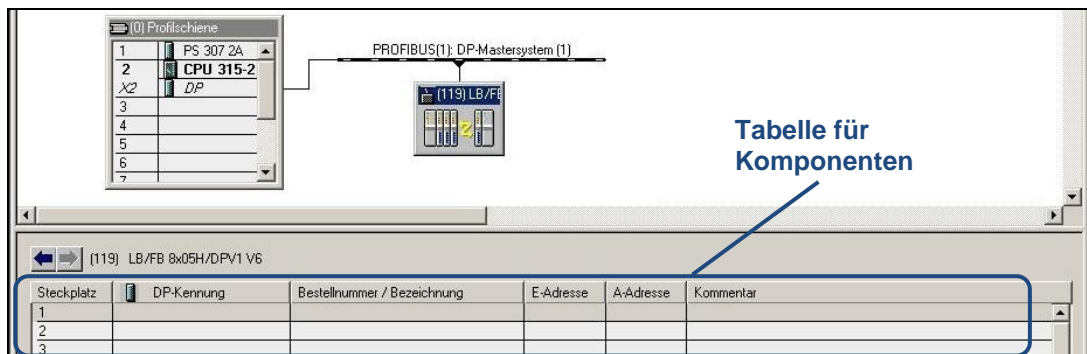 (0) Profilschiene
1 PS 307 2A
2 CPU 315-2
X2 DP
3
4
5
6
7
PROFIBUS(1): DP-Mastersystem (1)
(119) LB/FB
Tabelle für
Komponenten
(119) LB/FB 8x05H/DPV1 V6
Steckplatz DP-Kennung Bestellnummer / Bezeichnung E-Adresse A-Adresse Kommentar
1
2
3